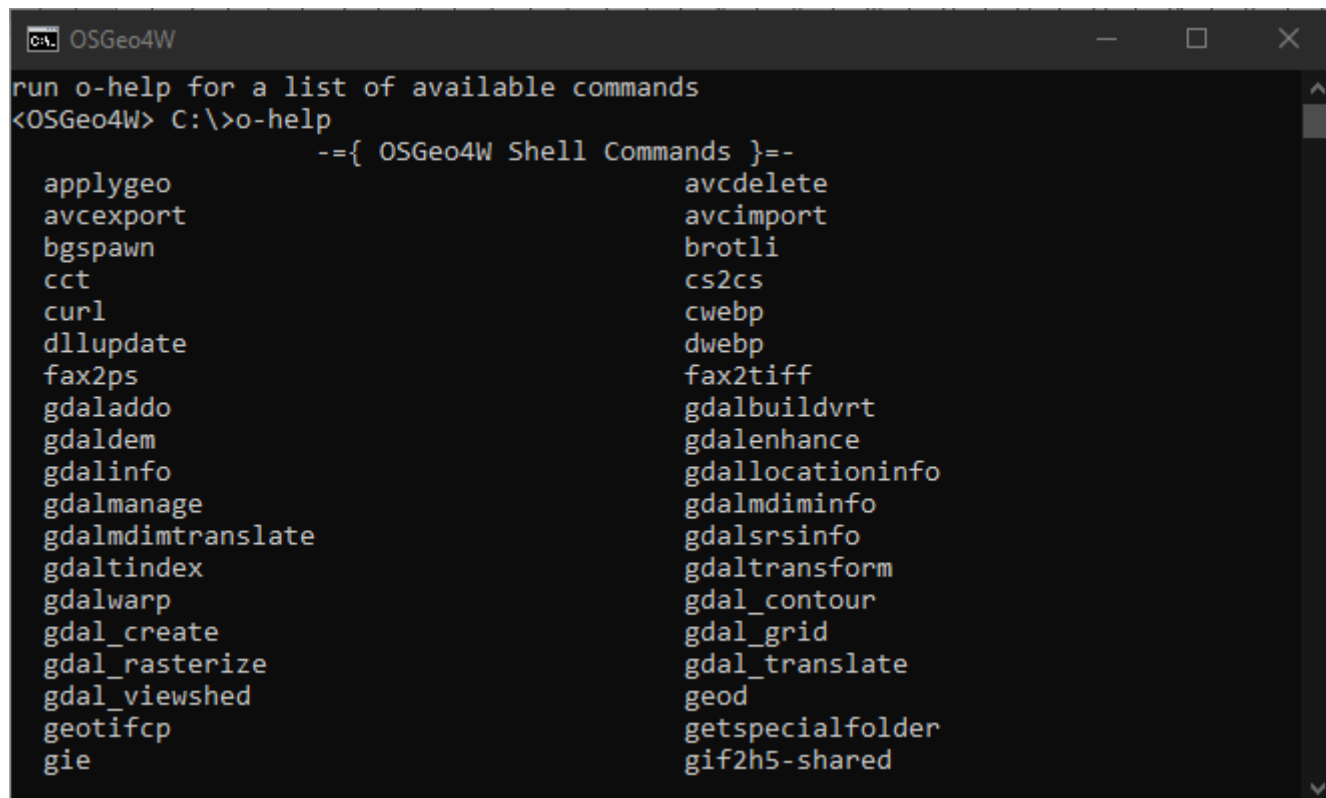 OSGeo4W
run o-help for a list of available commands
<OSGeo4W> C:\>o-help
-={ OSGeo4W Shell Commands }=-
applygeo avcdelete
avcexport avcimport
bgspawn brotli
cct cs2cs
curl cwebp
dllupdate dwebp
fax2ps fax2tiff
gdaladdo gdalbuildvrt
gdaldem gdalenhance
gdalinfo gdallocationinfo
gdalmanage gdalmdiminfo
gdalmdimtranslate gdalsrsinfo
gdaltindex gdaltransform
gdalwarp gdal_contour
gdal_create gdal_grid
gdal_rasterize gdal_translate
gdal_viewshed geod
geotifcp getspecialfolder
gie gif2h5-shared